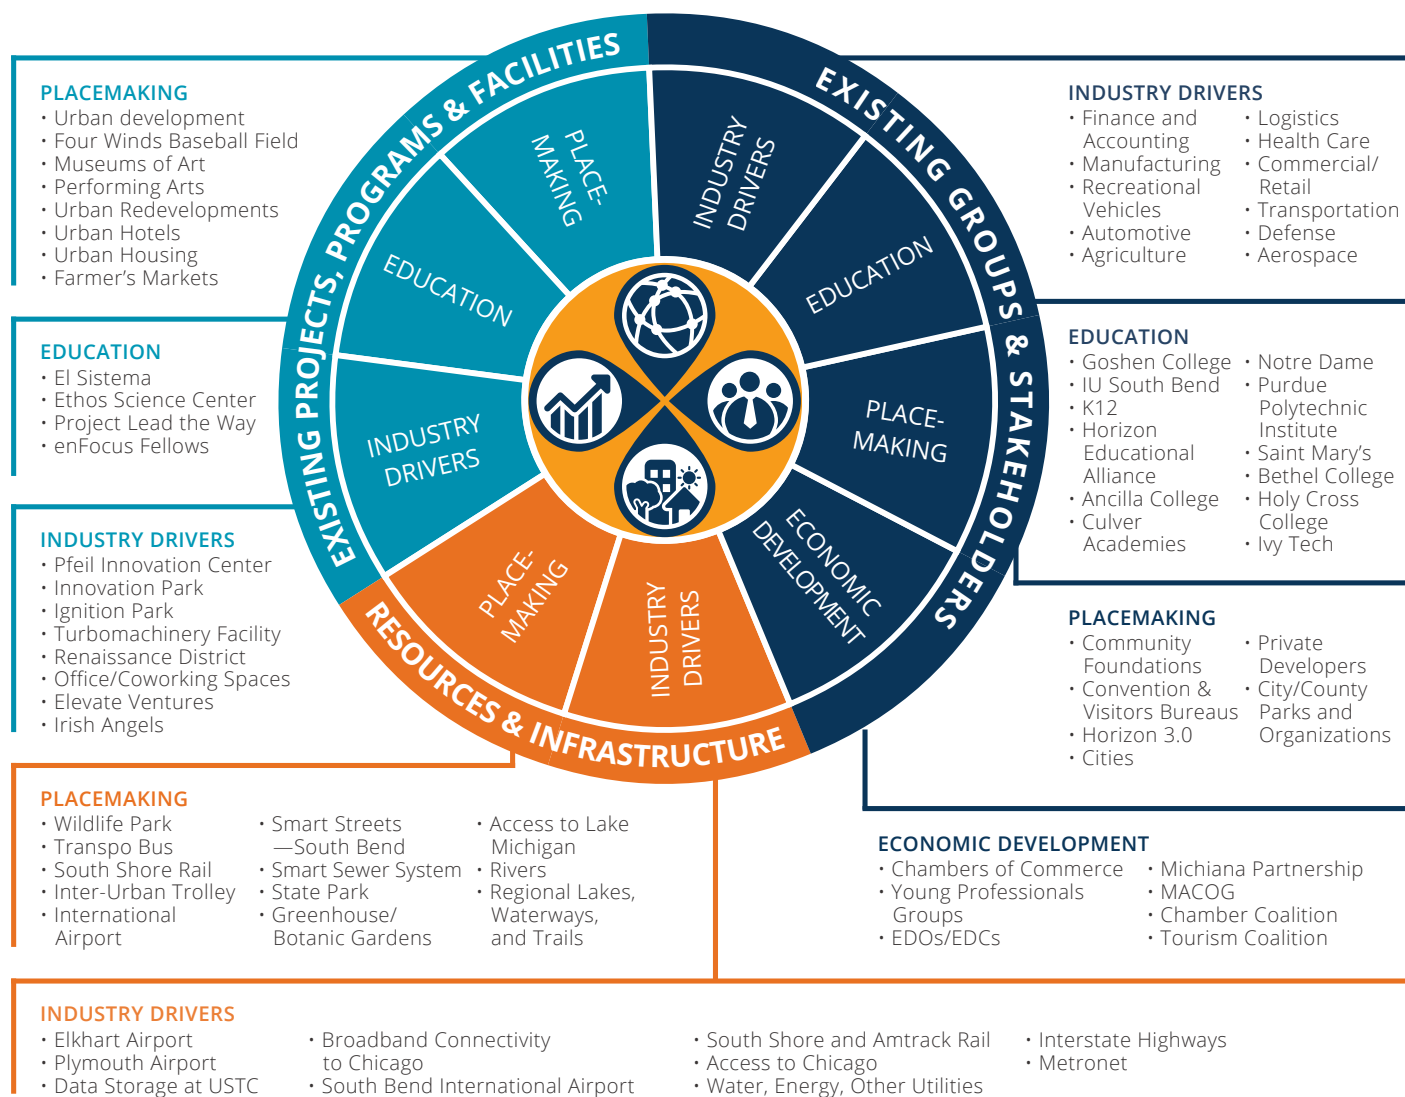 EXISTING PROJECTS, PROGRAMS & FACILITIES
PLACE-
MAKING
EDUCATION
INDUSTRY
DRIVERS
EXISTING GROUPS & STAKEHOLDERS
INDUSTRY
DRIVERS
EDUCATION
PLACE-
MAKING
ECONOMIC
DEVELOPMENT
RESOURCES & INFRASTRUCTURE
PLACE-
MAKING
INDUSTRY
DRIVERS
PLACEMAKING
• Urban development
• Four Winds Baseball Field
• Museums of Art
• Performing Arts
• Urban Redevelopments
• Urban Hotels
• Urban Housing
• Farmer’s Markets
EDUCATION
• El Sistema
• Ethos Science Center
• Project Lead the Way
• enFocus Fellows
INDUSTRY DRIVERS
• Pfeil Innovation Center
• Innovation Park
• Ignition Park
• Turbomachinery Facility
• Renaissance District
• Office/Coworking Spaces
• Elevate Ventures
• Irish Angels
INDUSTRY DRIVERS
• Finance and
Accounting
• Manufacturing
• Recreational
Vehicles
• Automotive
• Agriculture
• Logistics
• Health Care
• Commercial/
Retail
• Transportation
• Defense
• Aerospace
EDUCATION
• Goshen College
• IU South Bend
• K12
• Horizon
Educational
Alliance
• Ancilla College
• Culver
Academies
• Notre Dame
• Purdue
Polytechnic
Institute
• Saint Mary’s
• Bethel College
• Holy Cross
College
• Ivy Tech
PLACEMAKING
• Community
Foundations
• Convention &
Visitors Bureaus
• Horizon 3.0
• Cities
• Private
Developers
• City/County
Parks and
Organizations
ECONOMIC DEVELOPMENT
• Chambers of Commerce
• Young Professionals
Groups
• EDOs/EDCs
• Michiana Partnership
• MACOG
• Chamber Coalition
• Tourism Coalition
PLACEMAKING
• Wildlife Park
• Transpo Bus
• South Shore Rail
• Inter-Urban Trolley
• International
Airport
• Smart Streets
—South Bend
• Smart Sewer System
• State Park
• Greenhouse/
Botanic Gardens
• Access to Lake
Michigan
• Rivers
• Regional Lakes,
Waterways,
and Trails
INDUSTRY DRIVERS
• Elkhart Airport
• Plymouth Airport
• Data Storage at USTC
• Broadband Connectivity
to Chicago
• South Bend International Airport
• South Shore and Amtrack Rail
• Access to Chicago
• Water, Energy, Other Utilities
• Interstate Highways
• Metronet